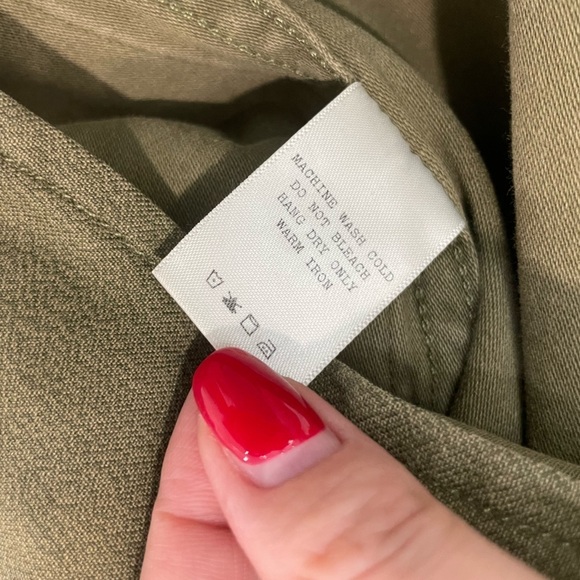 MACHINE WASH COLD
DO NOT BLEACH
HANG DRY ONLY
WARM IRON